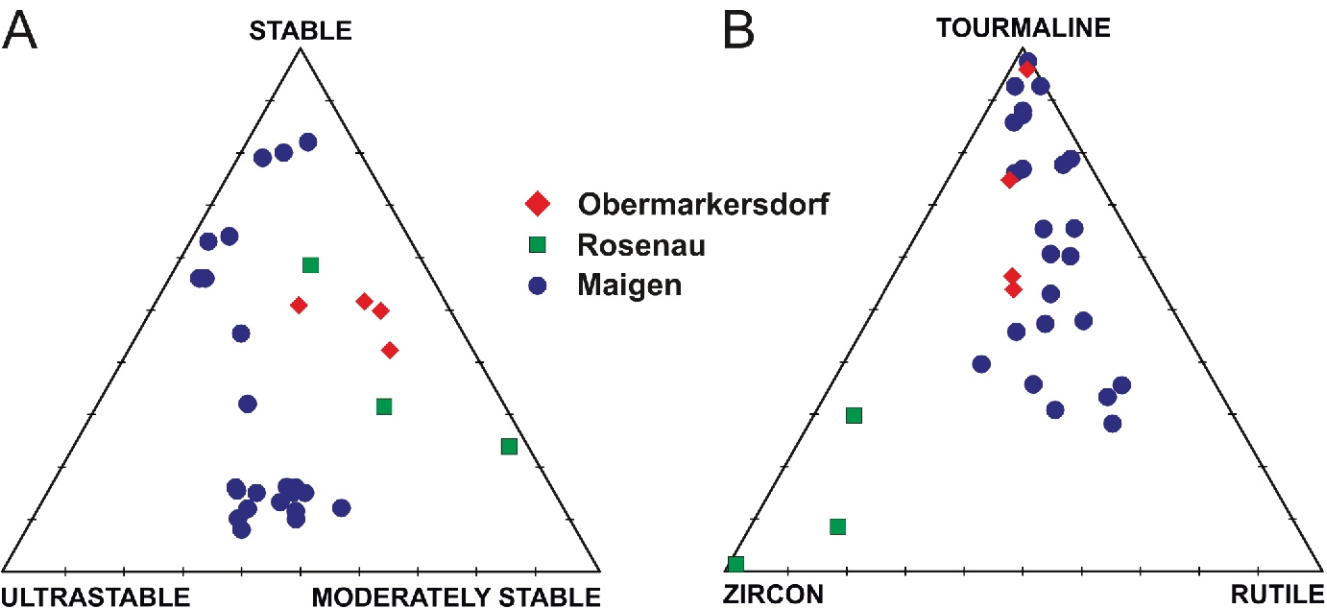 A
STABLE
ULTRASTABLE
MODERATELY STABLE
Obermarkersdorf
Rosenau
Maigen
B
TOURMALINE
ZIRCON
RUTILE